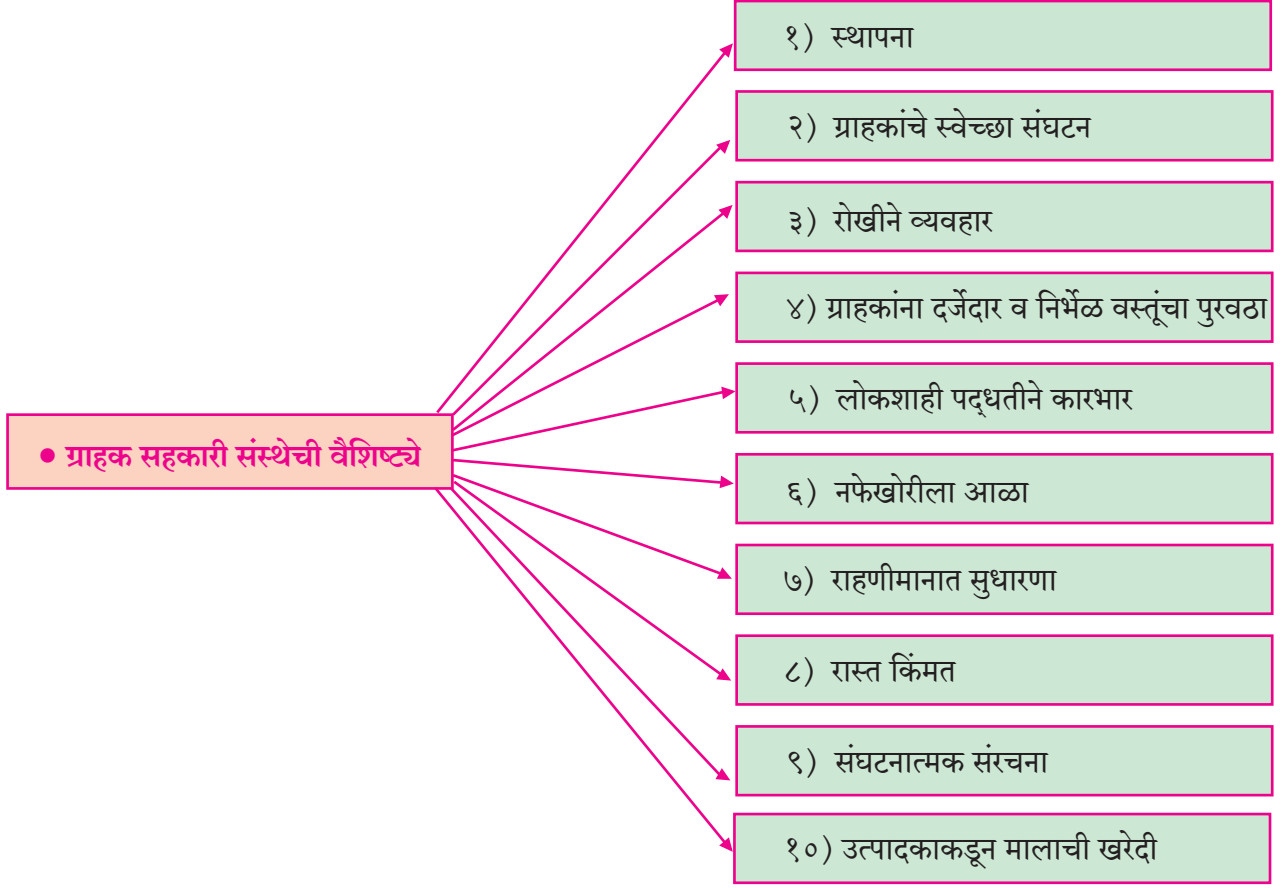 • ग्राहक सहकारी संस्थेची वैशिष्ट्ये
१) स्थापना
२) ग्राहकांचे स्वेच्छा संघटन
३) रोखीने व्यवहार
४) ग्राहकांना दर्जेदार व निर्भेळ वस्तूंचा पुरवठा
५) लोकशाही पद्धतीने कारभार
६) नफेखोरीला आळा
७) राहणीमानात सुधारणा
८) रास्त किंमत
९) संघटनात्मक संरचना
१०) उत्पादकाकडून मालाची खरेदी